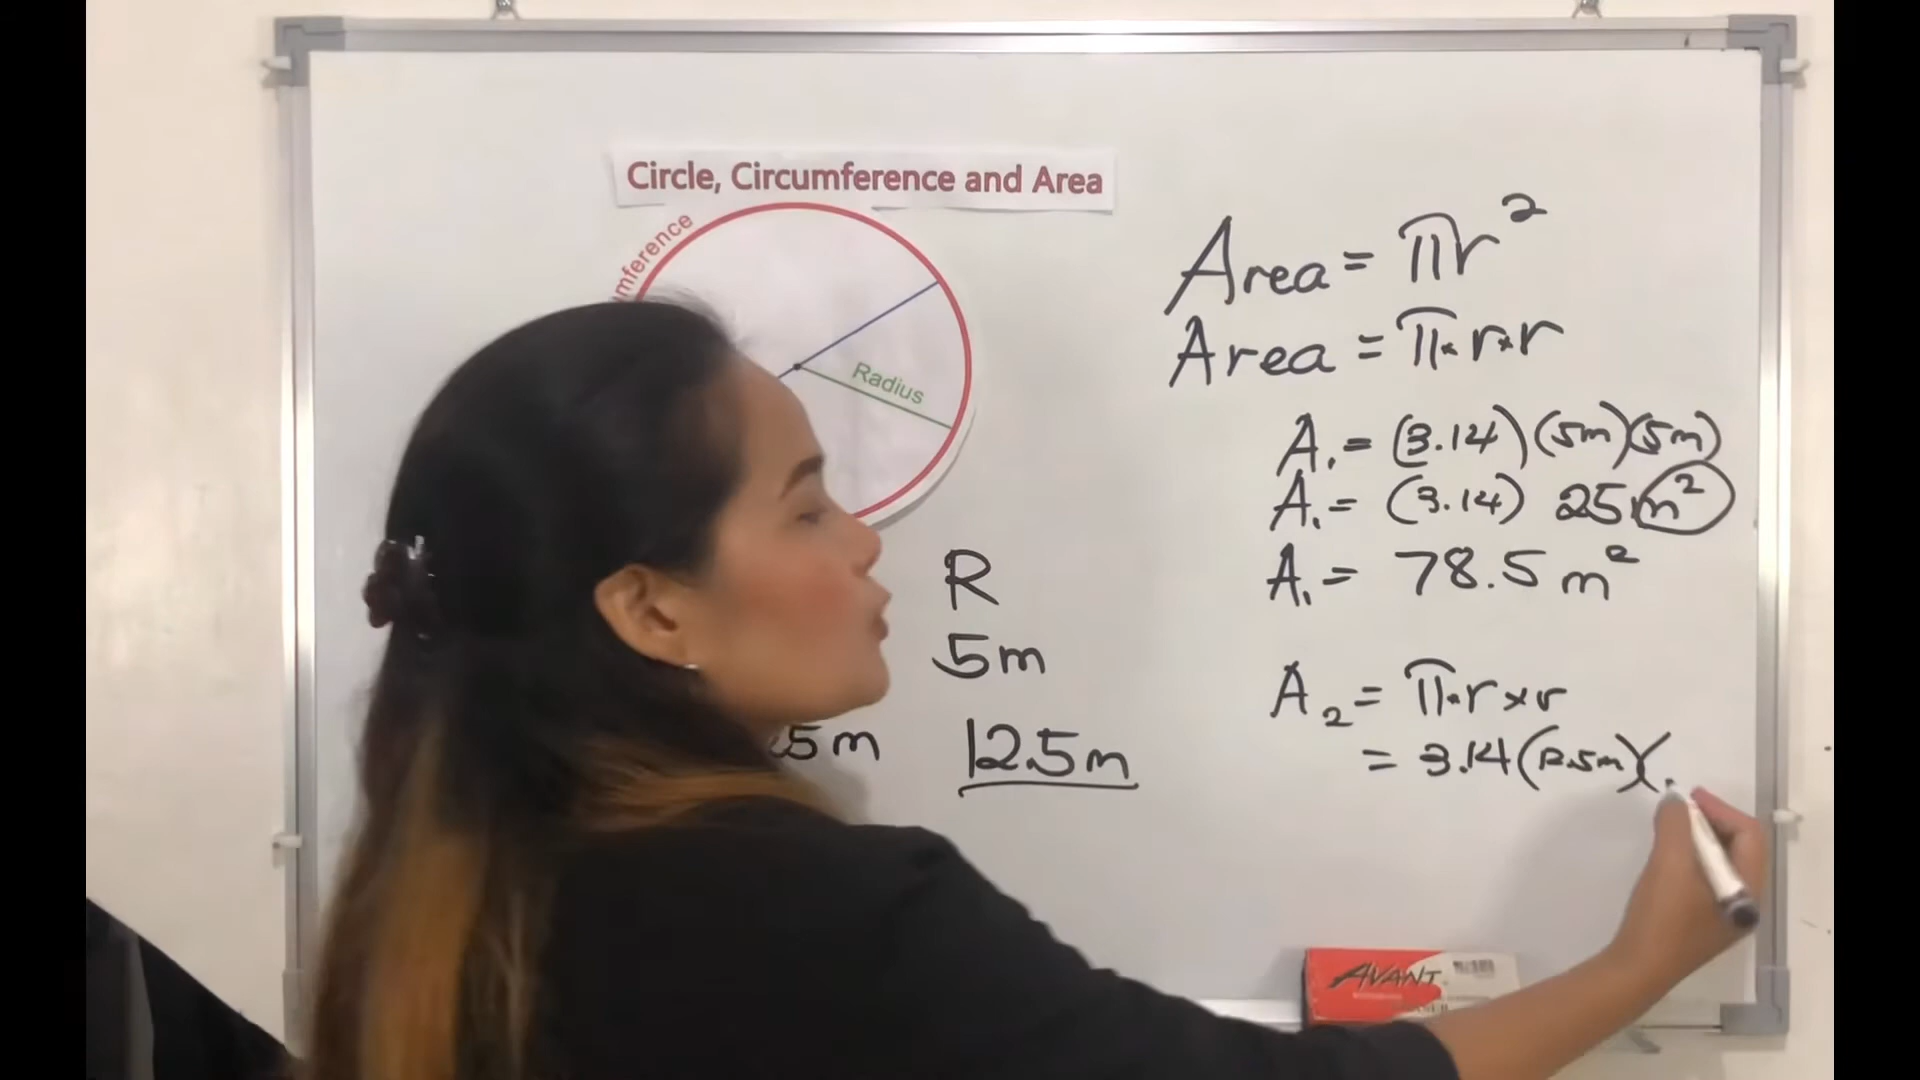 Circle, Circumference and Area
mference
Radius
R
5m
5m
12.5m
Area = πr²
Area = π·r·r
A₁ = (3.14)(5m)(5m)
A₁ = (3.14) 25m²
A₁ = 78.5 m²
A₂ = π·r×r
= 3.14(12.5m)(
AVANT